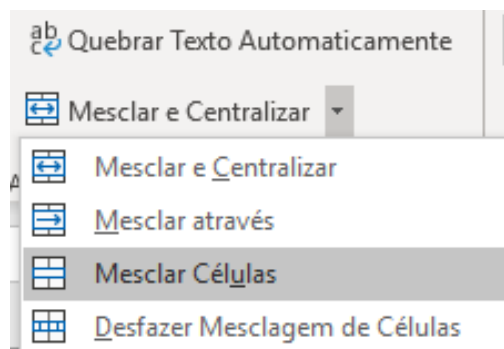 Quebrar Texto Automaticamente
Mesclar e Centralizar
Mesclar e Centralizar
Mesclar através
Mesclar Células
Desfazer Mesclagem de Células